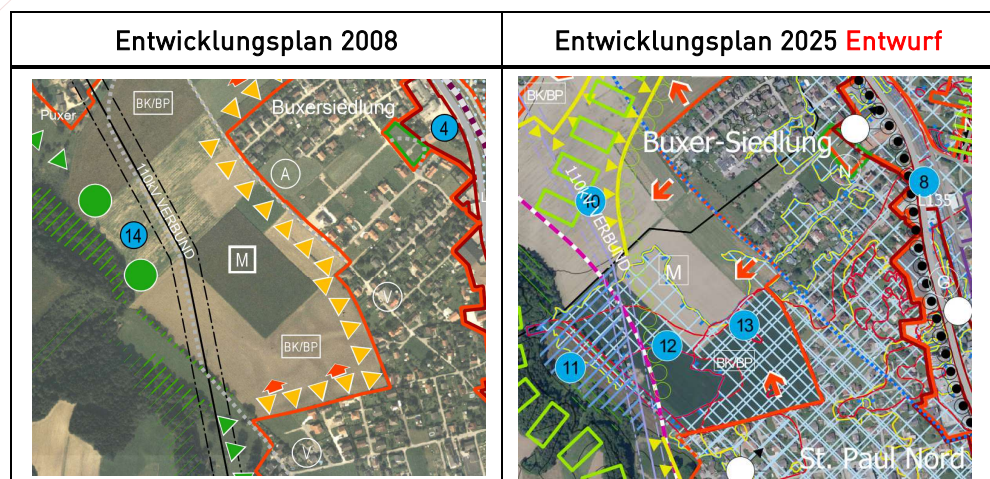 Entwicklungsplan 2008
Entwicklungsplan 2025 Entwurf
BK/BP
Puxer
Buxersiedlung
4
A
110KV VERBUND
14
M
V
BK/BP
V
BK/BP
Buxer-Siedlung
N
8
L135
10
110KV VERBUND
M
G
13
12
BK/BP
11
St. Paul Nord